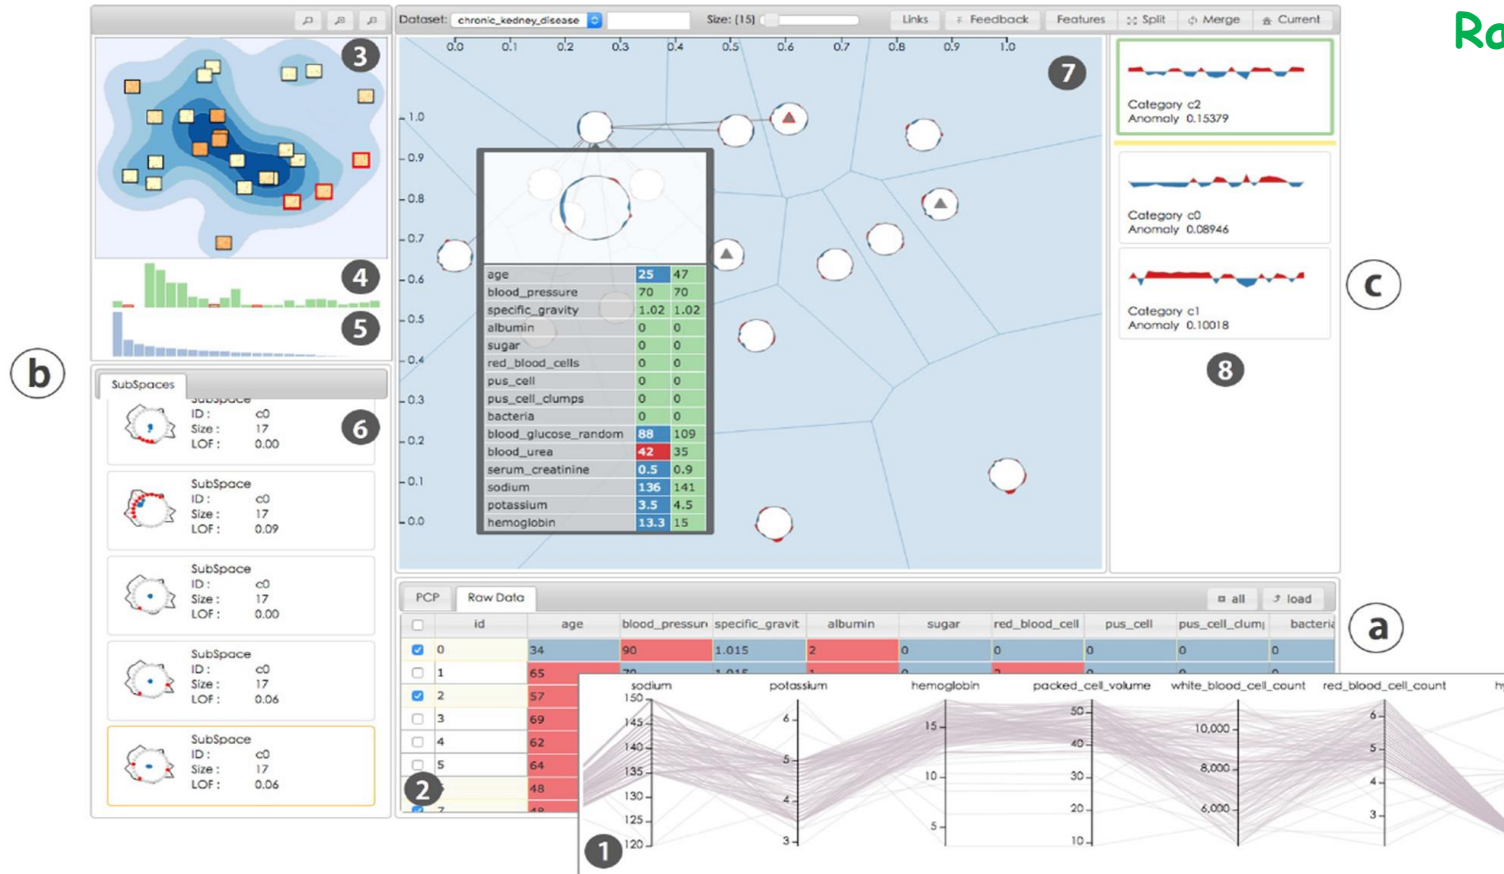 Dataset: chronic_kedney_disease Size: (15) Links Feedback Features Split Merge Current
Ra
3
4
5
b
SubSpaces
SubSpace
ID : c0
Size : 17
LOF : 0.00
6
SubSpace
ID : c0
Size : 17
LOF : 0.09
SubSpace
ID : c0
Size : 17
LOF : 0.00
SubSpace
ID : c0
Size : 17
LOF : 0.06
SubSpace
ID : c0
Size : 17
LOF : 0.06
0.0 0.1 0.2 0.3 0.4 0.5 0.6 0.7 0.8 0.9 1.0
7
1.0
0.9
0.8
0.7
0.6
0.5
0.4
0.3
0.2
0.1
0.0
age 25 47
blood_pressure 70 70
specific_gravity 1.02 1.02
albumin 0 0
sugar 0 0
red_blood_cells 0 0
pus_cell 0 0
pus_cell_clumps 0 0
bacteria 0 0
blood_glucose_random 88 109
blood_urea 42 35
serum_creatinine 0.5 0.9
sodium 136 141
potassium 3.5 4.5
hemoglobin 13.3 15
Category c2
Anomaly 0.15379
Category c0
Anomaly 0.08946
Category c1
Anomaly 0.10018
8
c
PCP Raw Data all load
a
id age blood_pressur specific_gravit albumin sugar red_blood_cell pus_cell pus_cell_clum bacteria
0 34 90 1.015 2 0 0 0 0 0
1 65
2 57
3 69
4 62
5 64
48
2
sodium potassium hemoglobin packed_cell_volume white_blood_cell_count red_blood_cell_count hy
150
145
140
135
130
125
120
6
5
4
3
15
10
5
50
40
30
20
10
10,000
8,000
6,000
6
5
4
3
1